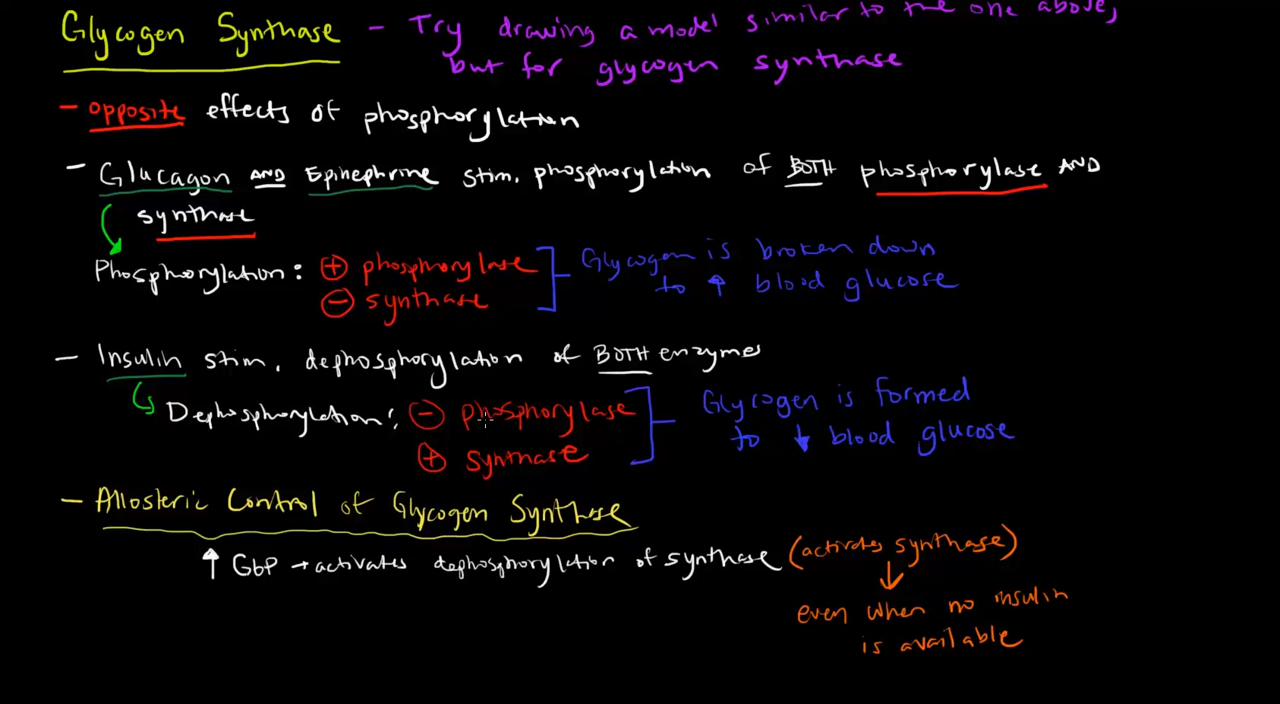 Glycogen Synthase - Try drawing a model similar to the one above,
but for glycogen synthase
- opposite effects of phosphorylation
- Glucagon AND Epinephrine stim. phosphorylation of BOTH phosphorylase AND
synthase
Phosphorylation: ⊕ phosphorylase Glycogen is broken down
⊖ synthase to ↑ blood glucose
- Insulin stim. dephosphorylation of BOTH enzymes
Dephosphorylation: ⊖ phosphorylase Glycogen is formed
⊕ synthase to ↓ blood glucose
- Allosteric Control of Glycogen Synthase
↑ G6P → activates dephosphorylation of synthase (activates synthase)
even when no insulin
is available